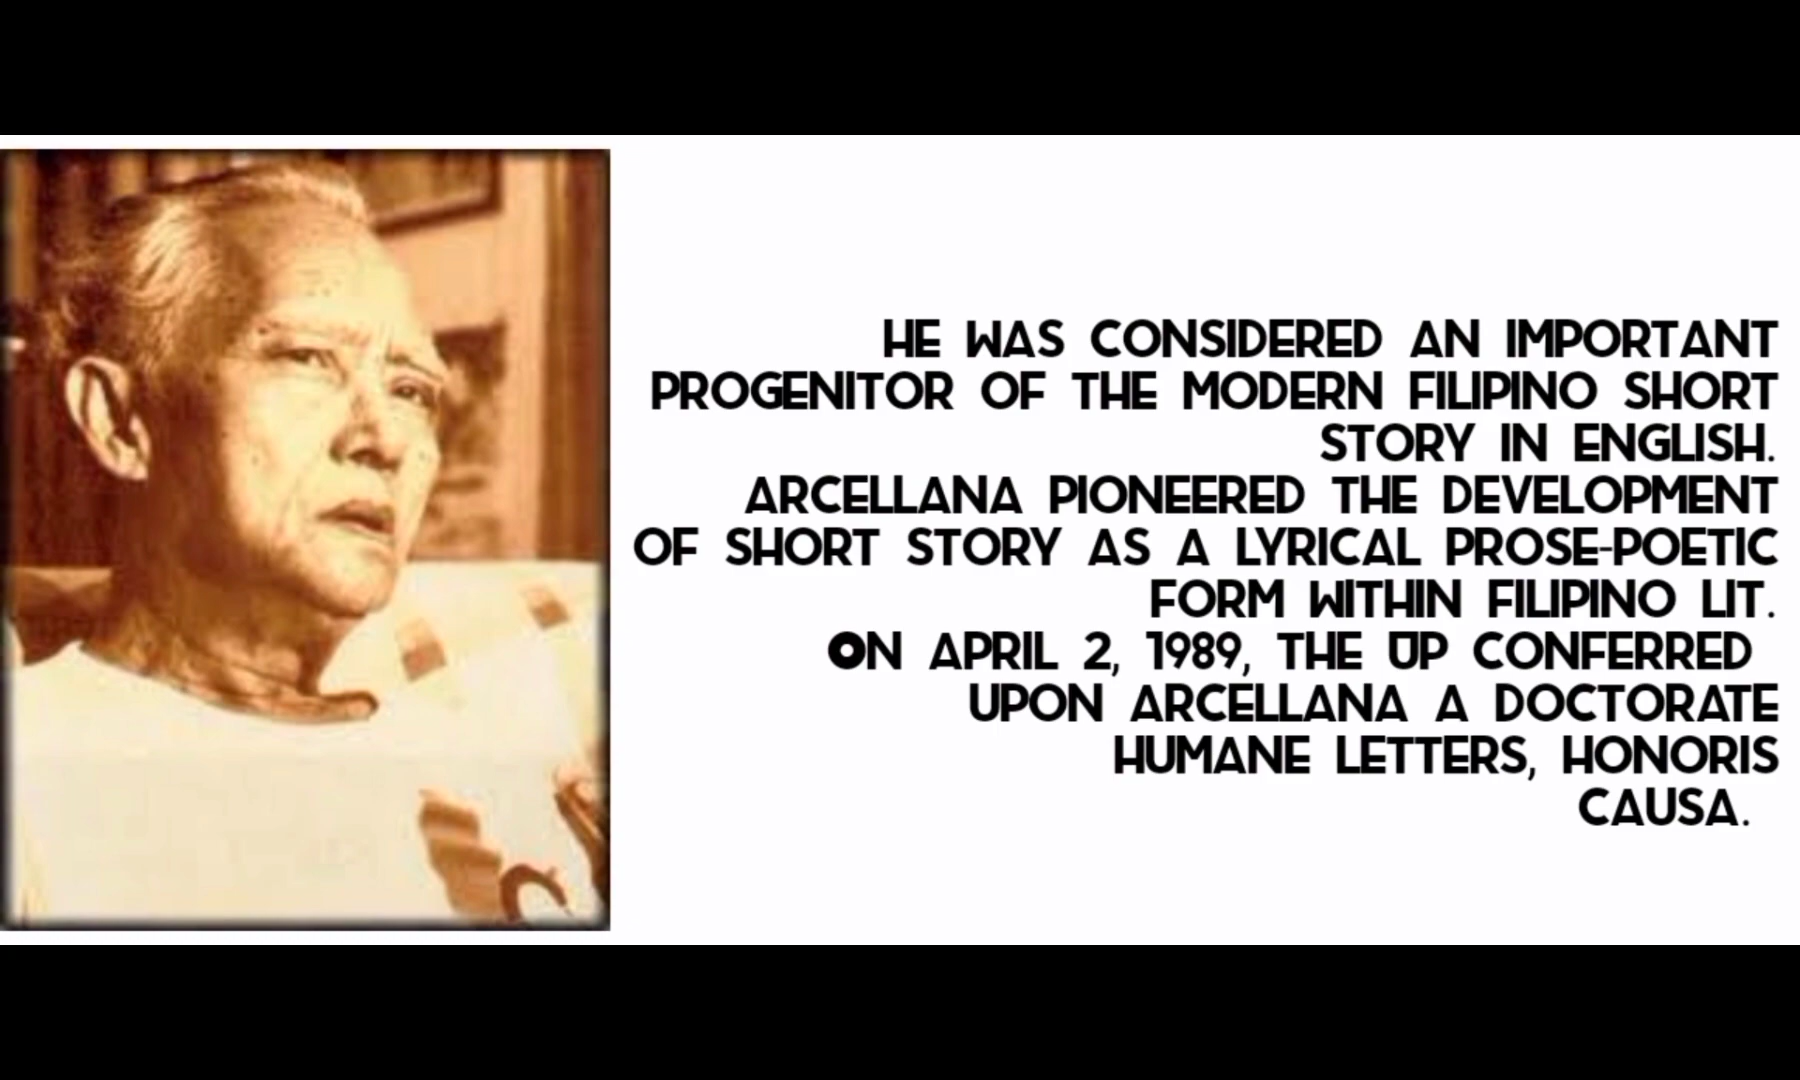 HE WAS CONSIDERED AN IMPORTANT
PROGENITOR OF THE MODERN FILIPINO SHORT
STORY IN ENGLISH.
ARCELLANA PIONEERED THE DEVELOPMENT
OF SHORT STORY AS A LYRICAL PROSE-POETIC
FORM WITHIN FILIPINO LIT.
ON APRIL 2, 1989, THE UP CONFERRED
UPON ARCELLANA A DOCTORATE
HUMANE LETTERS, HONORIS
CAUSA.